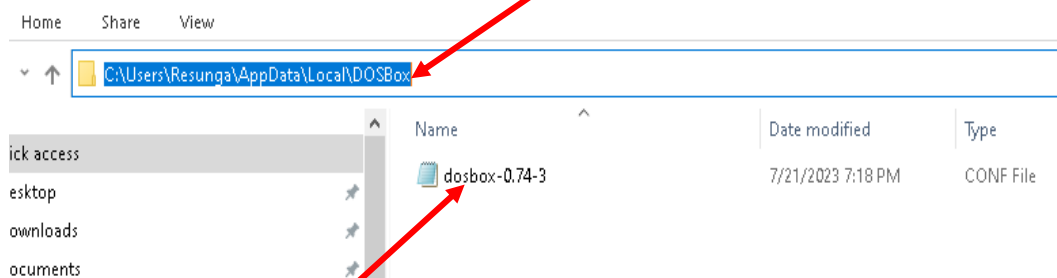 Home Share View
C:\Users\Resunga\AppData\Local\DOSBox
Name Date modified Type
ick access
dosbox-0.74-3 7/21/2023 7:18 PM CONF File
esktop
ownloads
ocuments